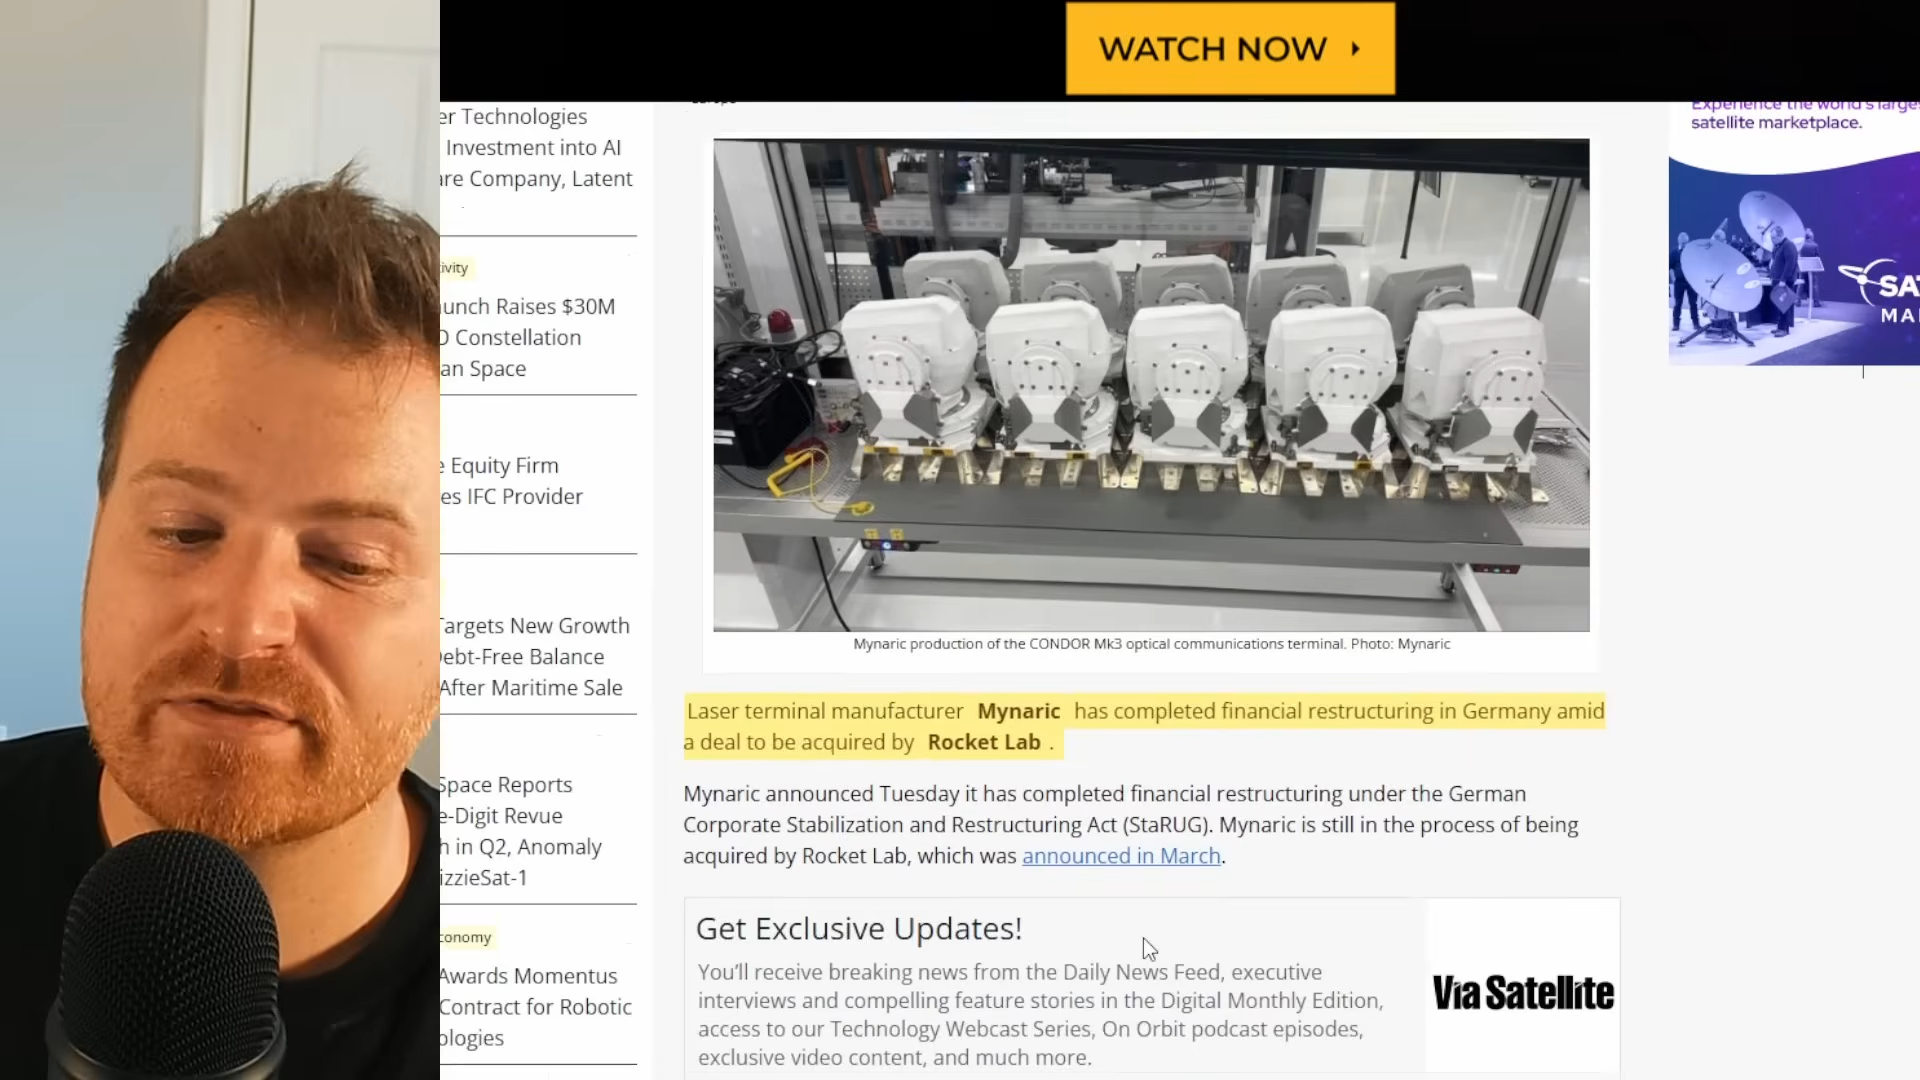 WATCH NOW
er Technologies
Investment into AI
are Company, Latent
ivity
unch Raises $30M
O Constellation
an Space
e Equity Firm
es IFC Provider
Targets New Growth
Debt-Free Balance
After Maritime Sale
Space Reports
e-Digit Revue
h in Q2, Anomaly
izzieSat-1
conomy
Awards Momentus
Contract for Robotic
ologies
Mynaric production of the CONDOR Mk3 optical communications terminal. Photo: Mynaric
Laser terminal manufacturer Mynaric has completed financial restructuring in Germany amid
a deal to be acquired by Rocket Lab .
Mynaric announced Tuesday it has completed financial restructuring under the German
Corporate Stabilization and Restructuring Act (StaRUG). Mynaric is still in the process of being
acquired by Rocket Lab, which was announced in March.
Get Exclusive Updates!
You'll receive breaking news from the Daily News Feed, executive
interviews and compelling feature stories in the Digital Monthly Edition,
access to our Technology Webcast Series, On Orbit podcast episodes,
exclusive video content, and much more.
Via Satellite
Experience the world's large
satellite marketplace.
SA
MA